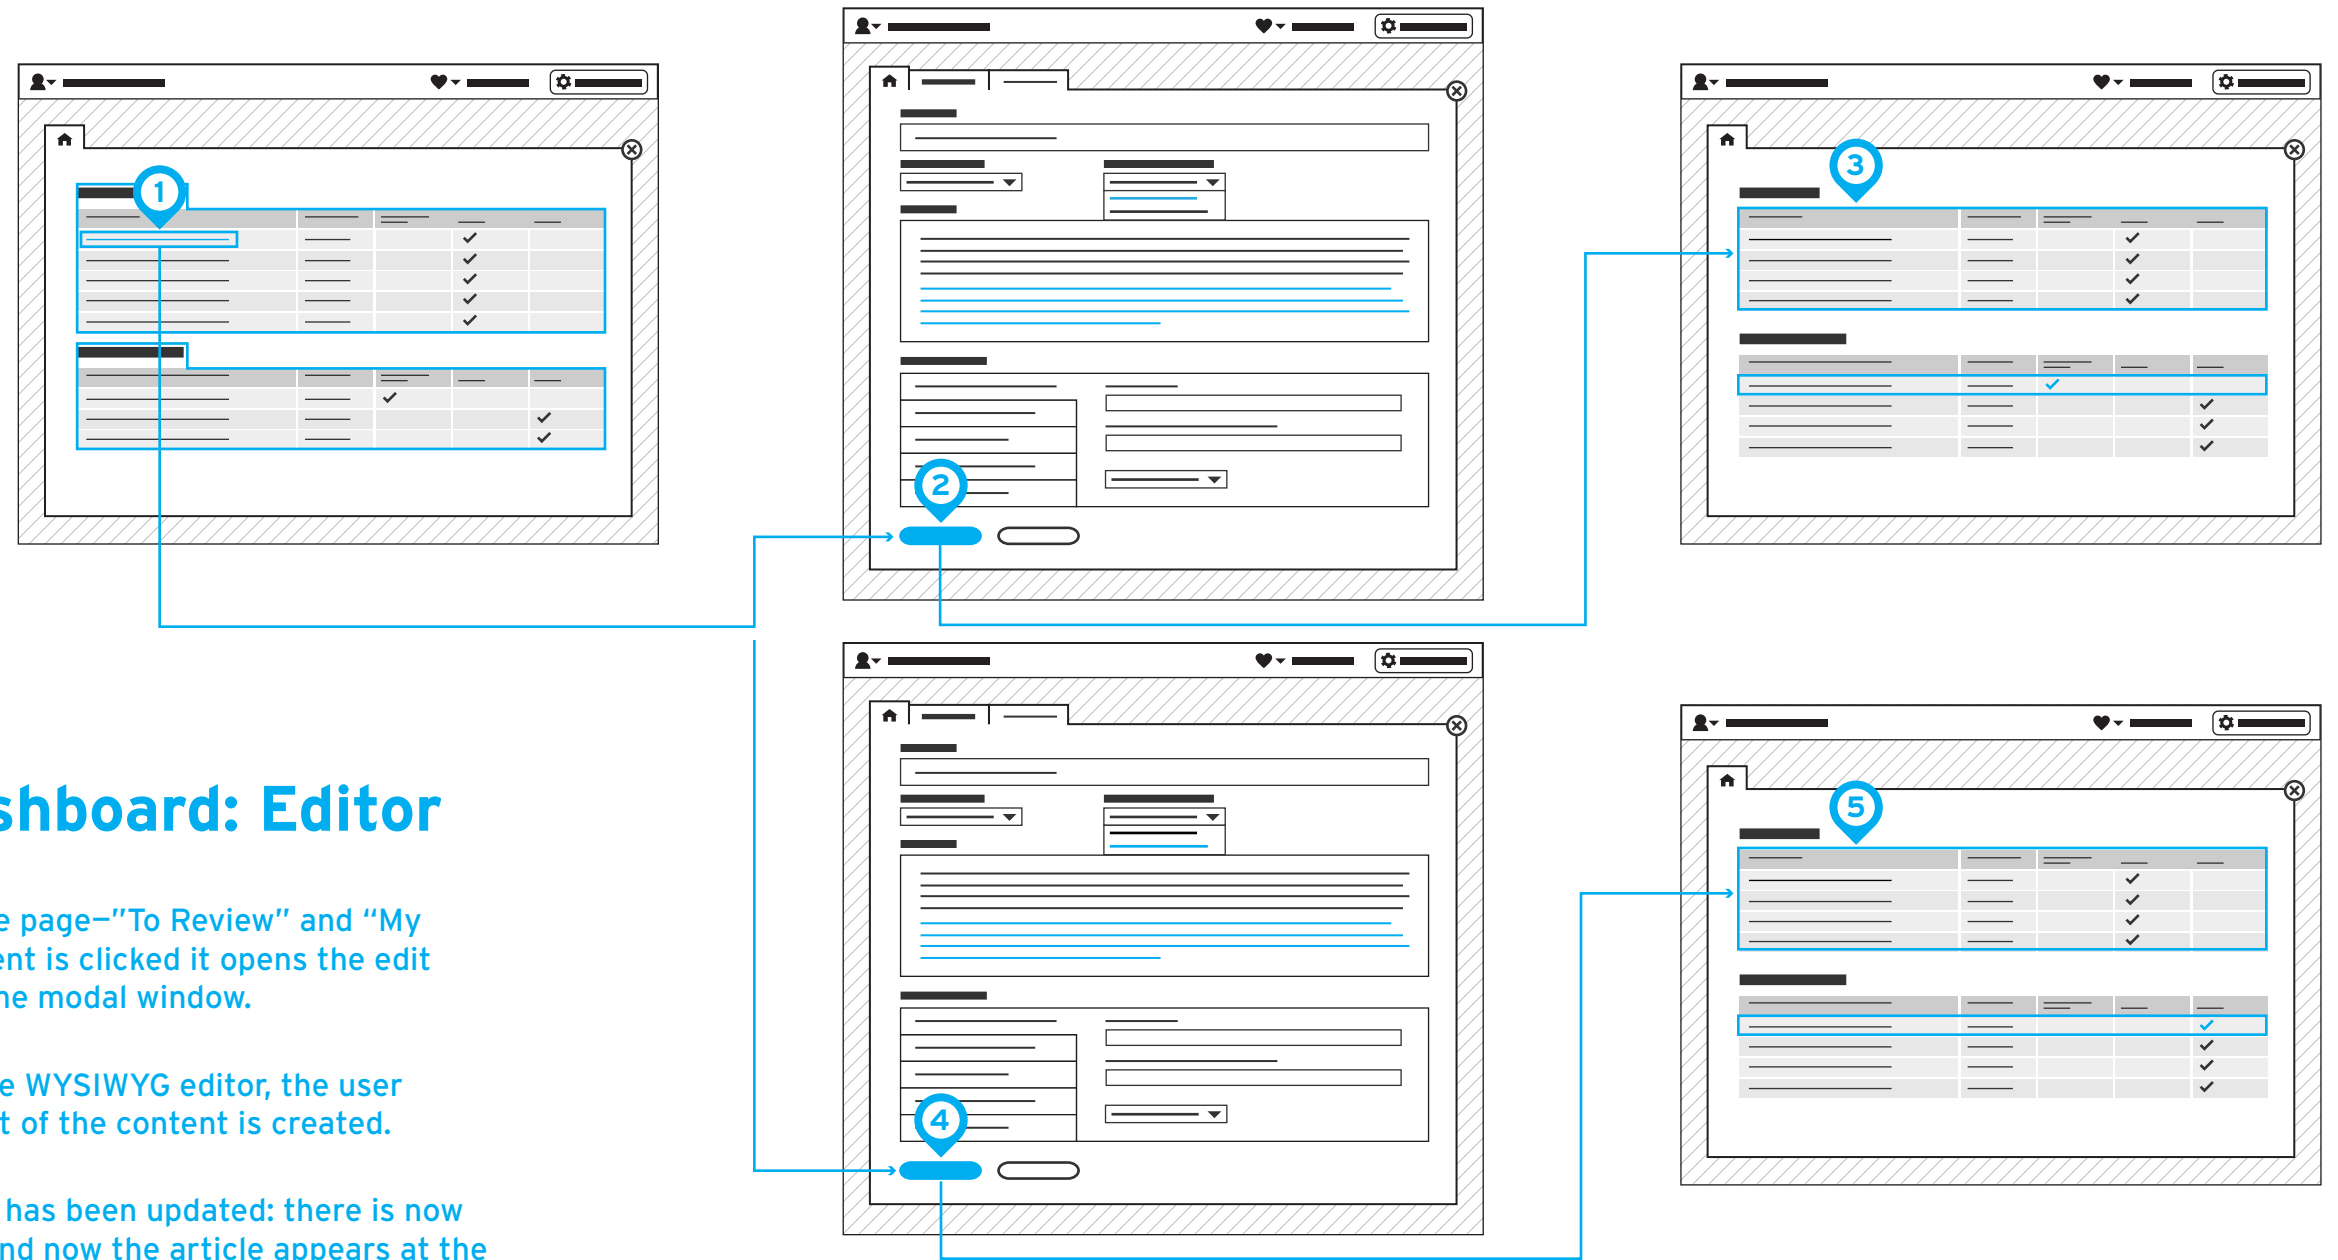 1
2
3
shboard: Editor
e page—”To Review” and “My
ent is clicked it opens the edit
ne modal window.
e WYSIWYG editor, the user
t of the content is created.
has been updated: there is now
nd now the article appears at the
4
5